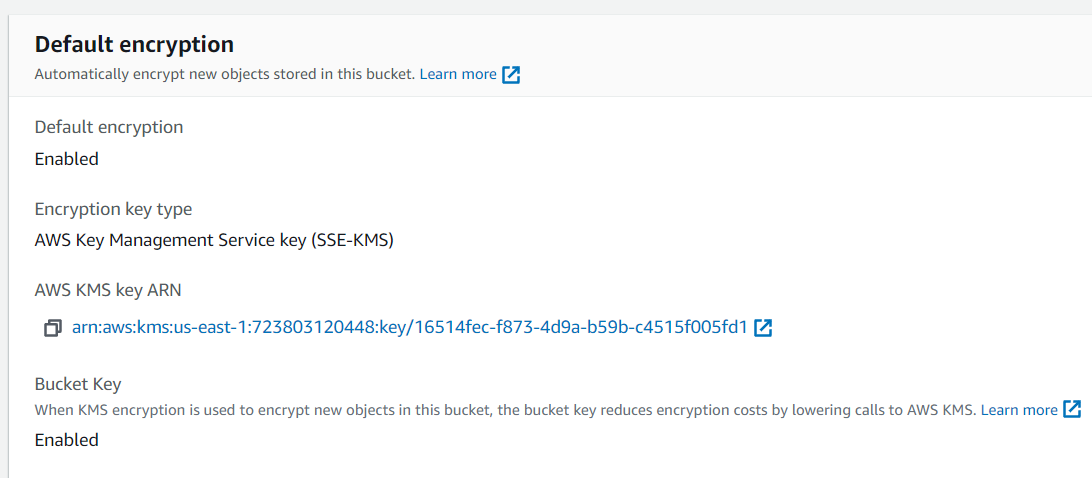 Default encryption
Automatically encrypt new objects stored in this bucket. Learn more
Default encryption
Enabled
Encryption key type
AWS Key Management Service key (SSE-KMS)
AWS KMS key ARN
arn:aws:kms:us-east-1:723803120448:key/16514fec-f873-4d9a-b59b-c4515f005fd1
Bucket Key
When KMS encryption is used to encrypt new objects in this bucket, the bucket key reduces encryption costs by lowering calls to AWS KMS. Learn more
Enabled